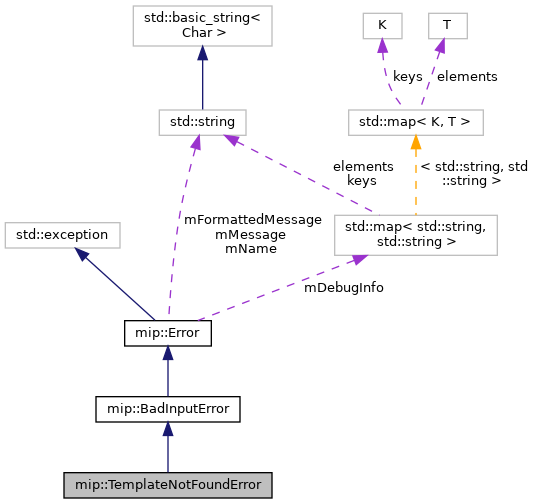 std::basic_string<
Char >
K
T
keys
elements
std::string
std::map< K, T >
elements
keys
< std::string, std
::string >
mFormattedMessage
mMessage
mName
std::exception
std::map< std::string,
std::string >
mDebugInfo
mip::Error
mip::BadInputError
mip::TemplateNotFoundError